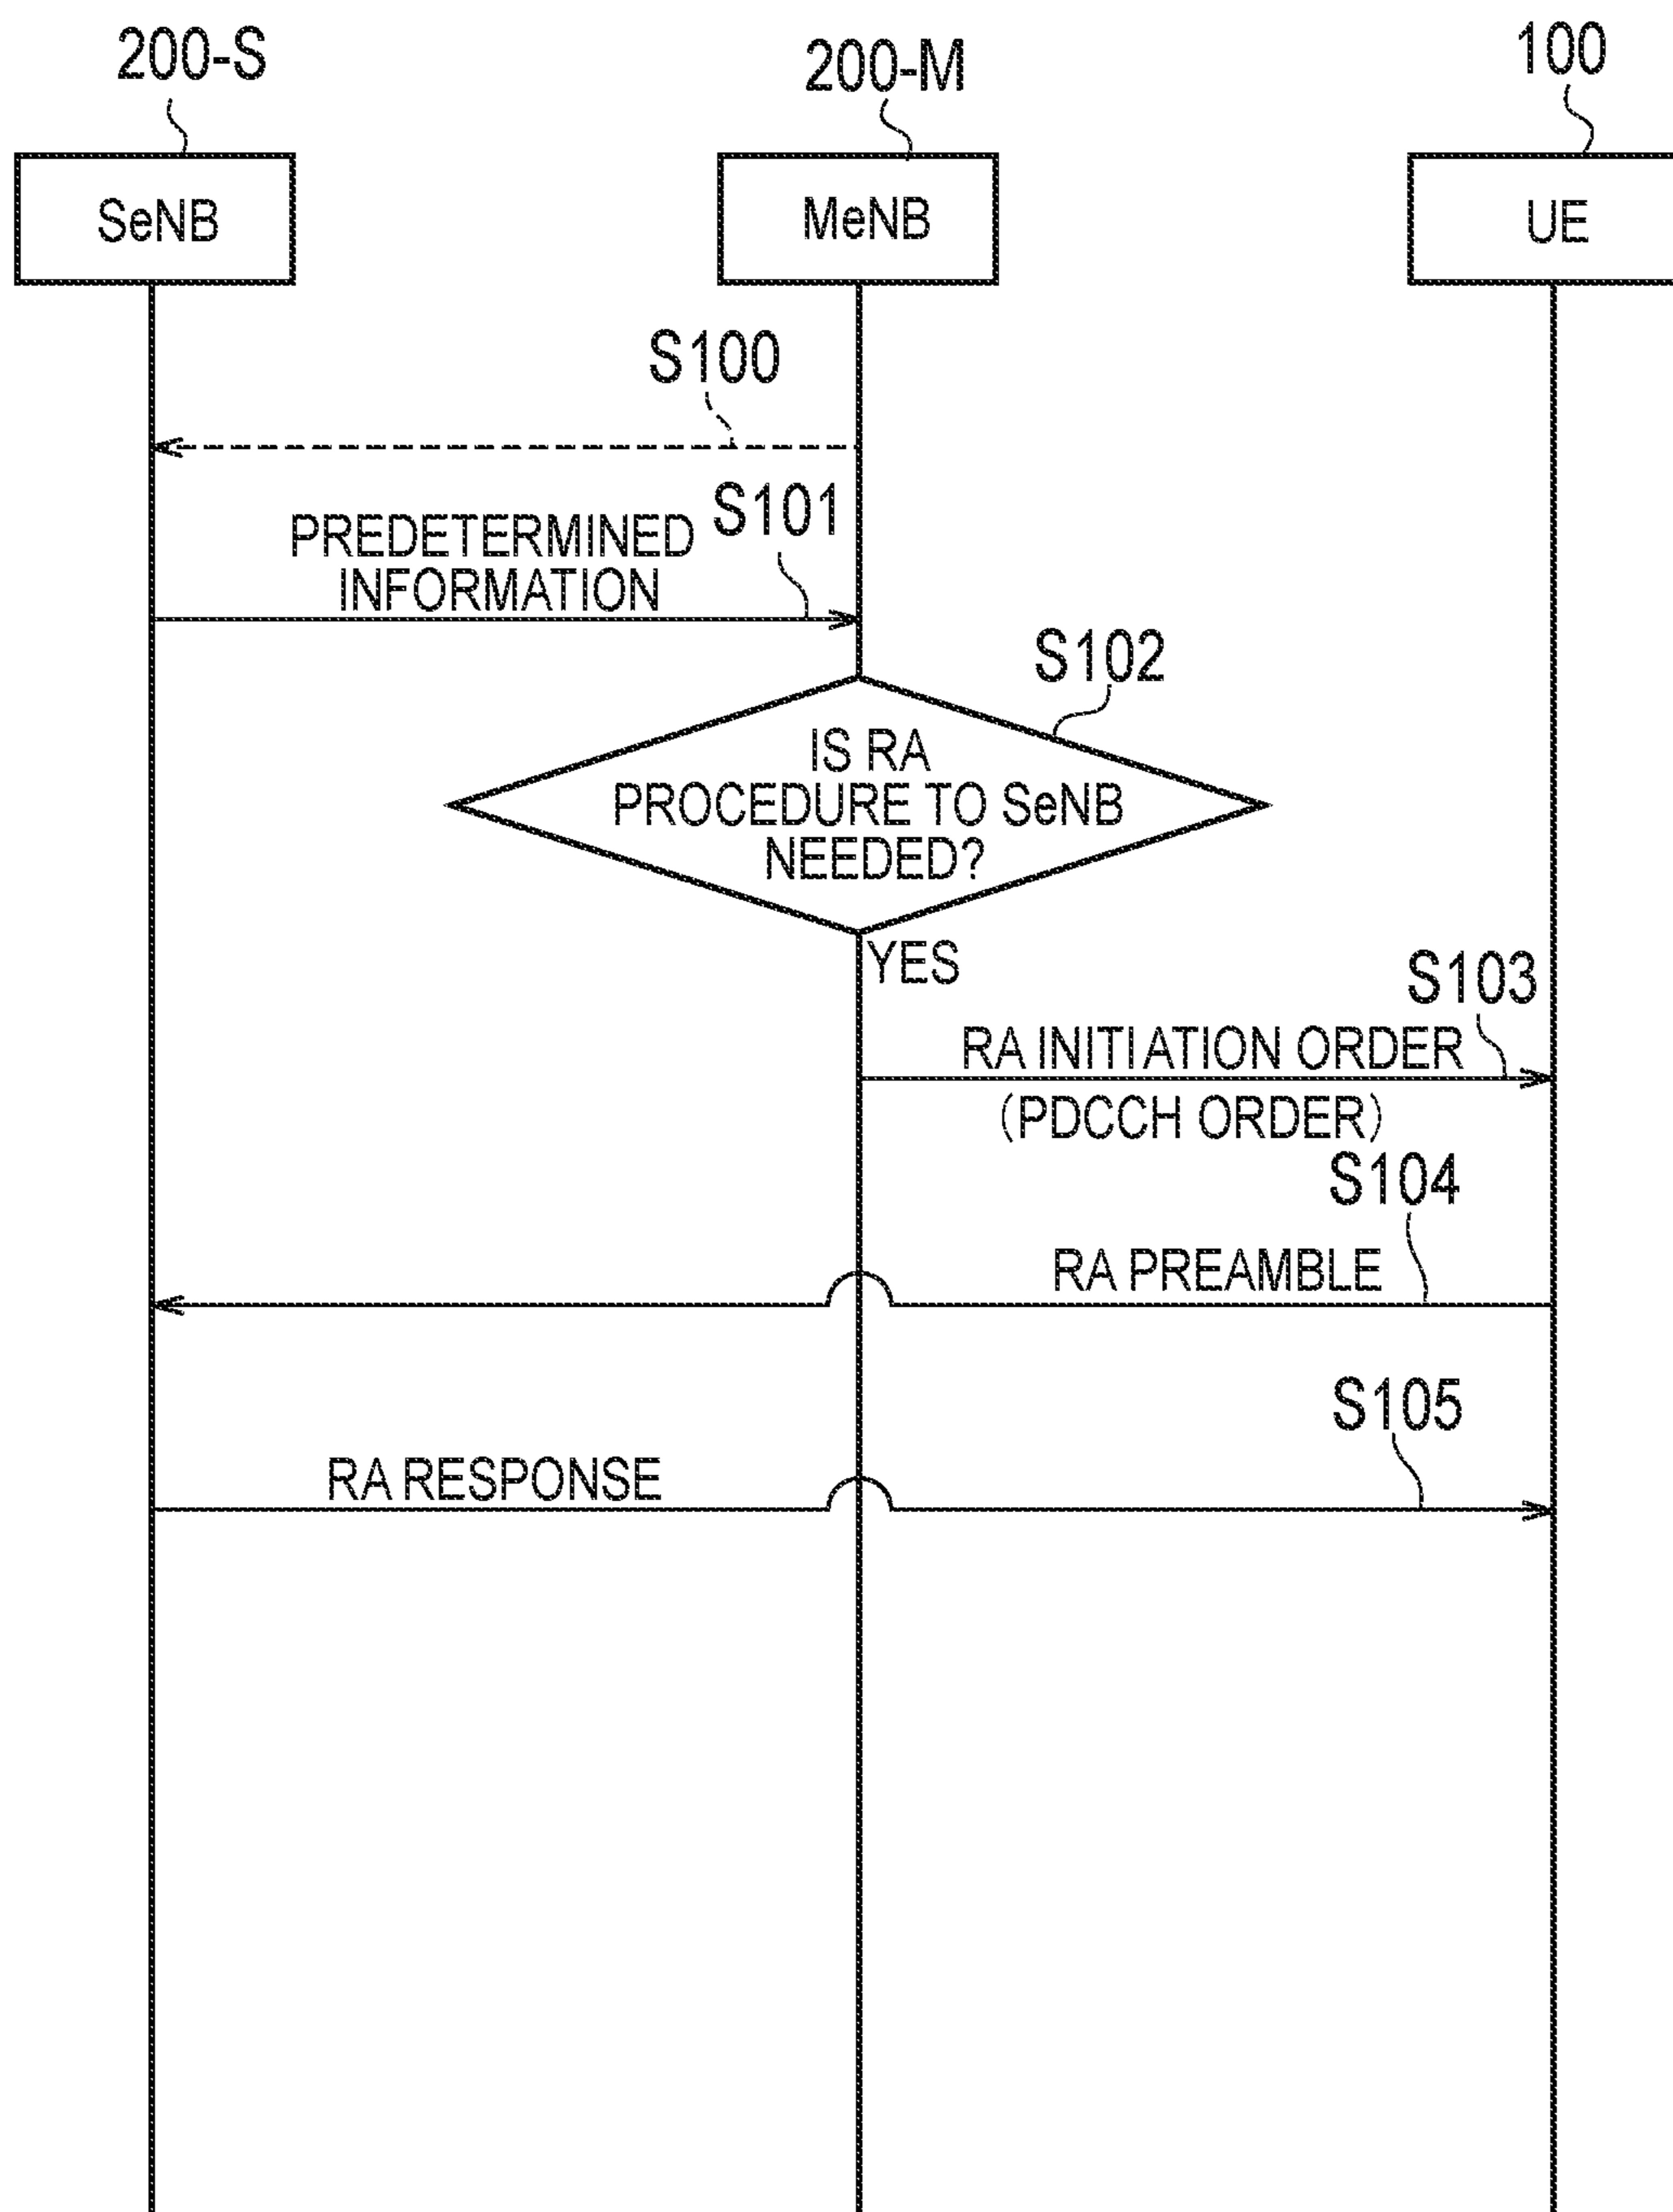 200-S
200-M
100
SeNB
MeNB
UE
S100
S101
PREDETERMINED
INFORMATION
S102
IS RA
PROCEDURE TO SeNB
NEEDED?
YES
S103
RA INITIATION ORDER
(PDCCH ORDER)
S104
RA PREAMBLE
S105
RA RESPONSE